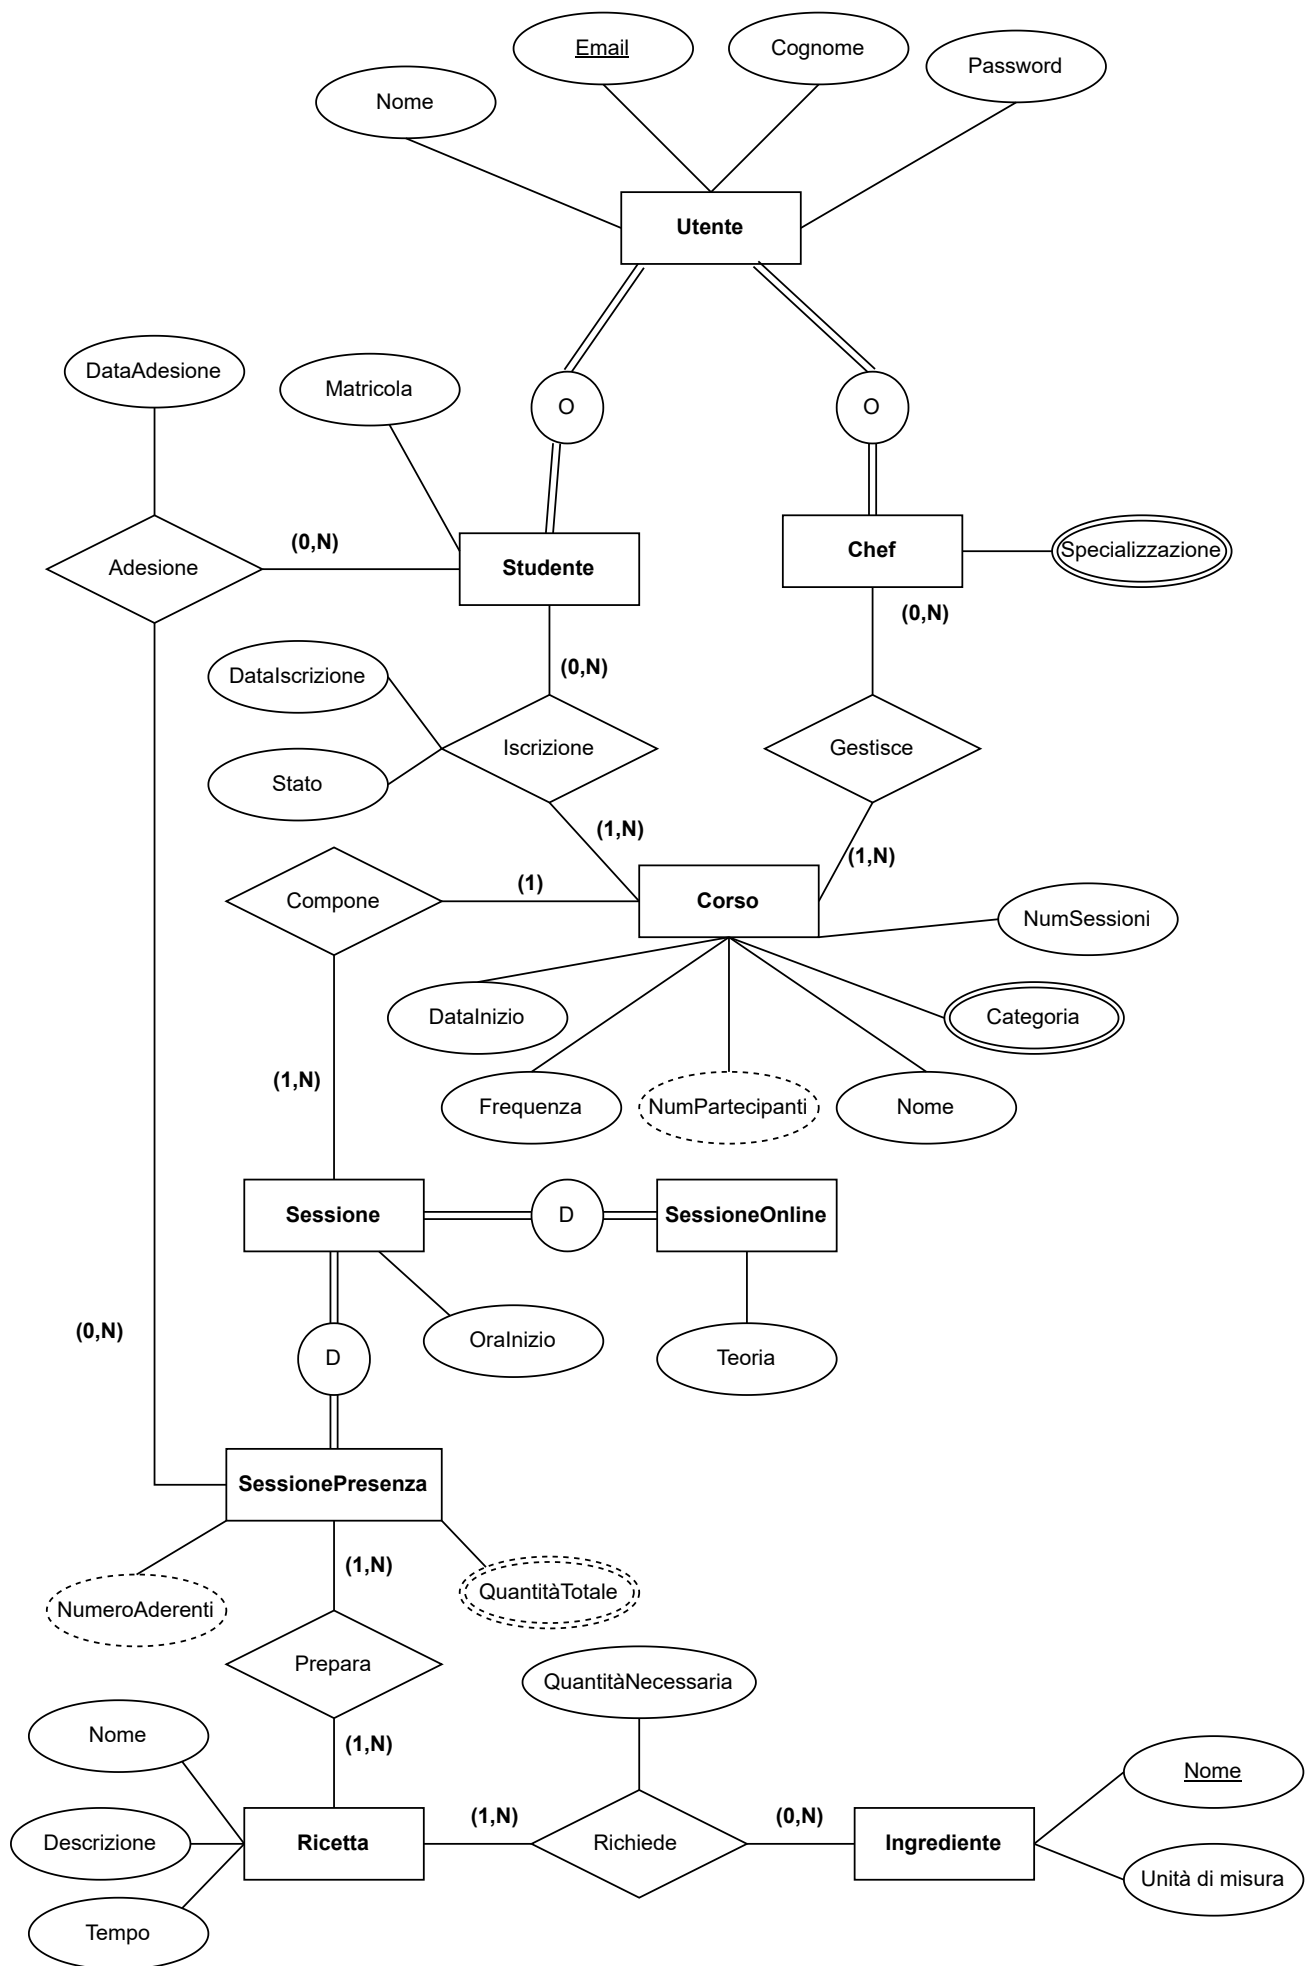 Email
Cognome
Password
Nome
Utente
DataAdesione
Matricola
O
O
Chef
Specializzazione
Adesione
(0,N)
Studente
(0,N)
DataIscrizione
(0,N)
Iscrizione
Gestisce
Stato
(1,N)
(1,N)
Compone
(1)
Corso
NumSessioni
DataInizio
Categoria
(1,N)
Frequenza
NumPartecipanti
Nome
Sessione
D
SessioneOnline
(0,N)
OraInizio
D
Teoria
SessionePresenza
(1,N)
NumeroAderenti
QuantitàTotale
Prepara
QuantitàNecessaria
Nome
(1,N)
Nome
Descrizione
Ricetta
(1,N)
Richiede
(0,N)
Ingrediente
Unità di misura
Tempo